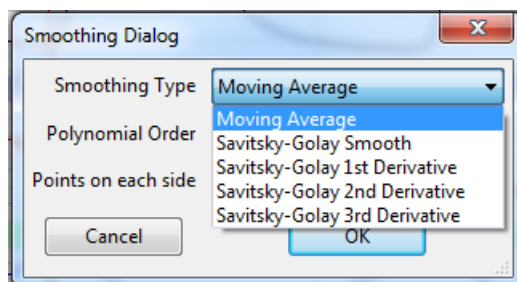 Smoothing Dialog
x
Smoothing Type Moving Average
Moving Average
Polynomial Order
Savitsky-Golay Smooth
Savitsky-Golay 1st Derivative
Points on each side
Savitsky-Golay 2nd Derivative
Savitsky-Golay 3rd Derivative
Cancel OK